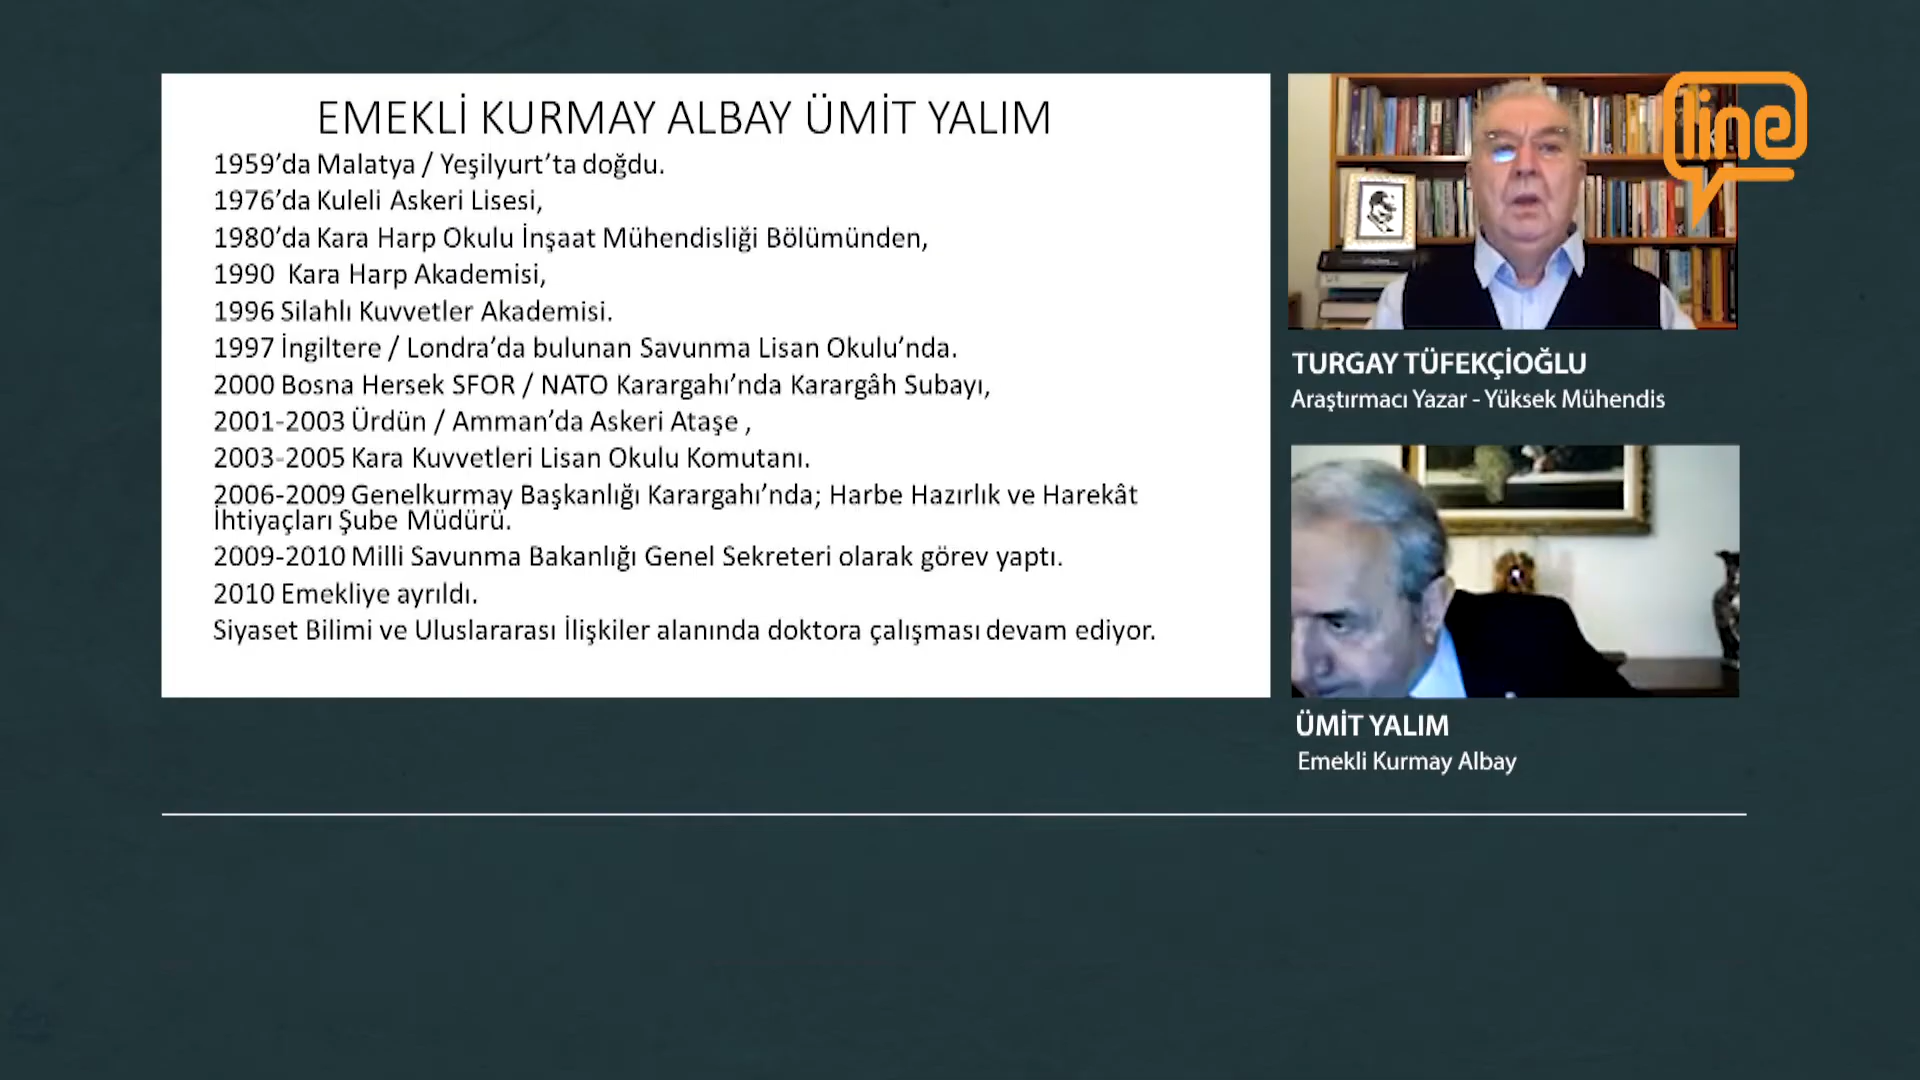 EMEKLİ KURMAY ALBAY ÜMİT YALIM
1959’da Malatya / Yeşilyurt’ta doğdu.
1976’da Kuleli Askeri Lisesi,
1980’da Kara Harp Okulu İnşaat Mühendisliği Bölümünden,
1990  Kara Harp Akademisi,
1996 Silahlı Kuvvetler Akademisi.
1997 İngiltere / Londra’da bulunan Savunma Lisan Okulu’nda.
2000 Bosna Hersek SFOR / NATO Karargahı’nda Karargâh Subayı,
2001-2003 Ürdün / Amman’da Askeri Ataşe ,
2003-2005 Kara Kuvvetleri Lisan Okulu Komutanı.
2006-2009 Genelkurmay Başkanlığı Karargahı’nda; Harbe Hazırlık ve Harekât
İhtiyaçları Şube Müdürü.
2009-2010 Milli Savunma Bakanlığı Genel Sekreteri olarak görev yaptı.
2010 Emekliye ayrıldı.
Siyaset Bilimi ve Uluslararası İlişkiler alanında doktora çalışması devam ediyor.
line
TURGAY TÜFEKÇİOĞLU
Araştırmacı Yazar - Yüksek Mühendis
ÜMİT YALIM
Emekli Kurmay Albay